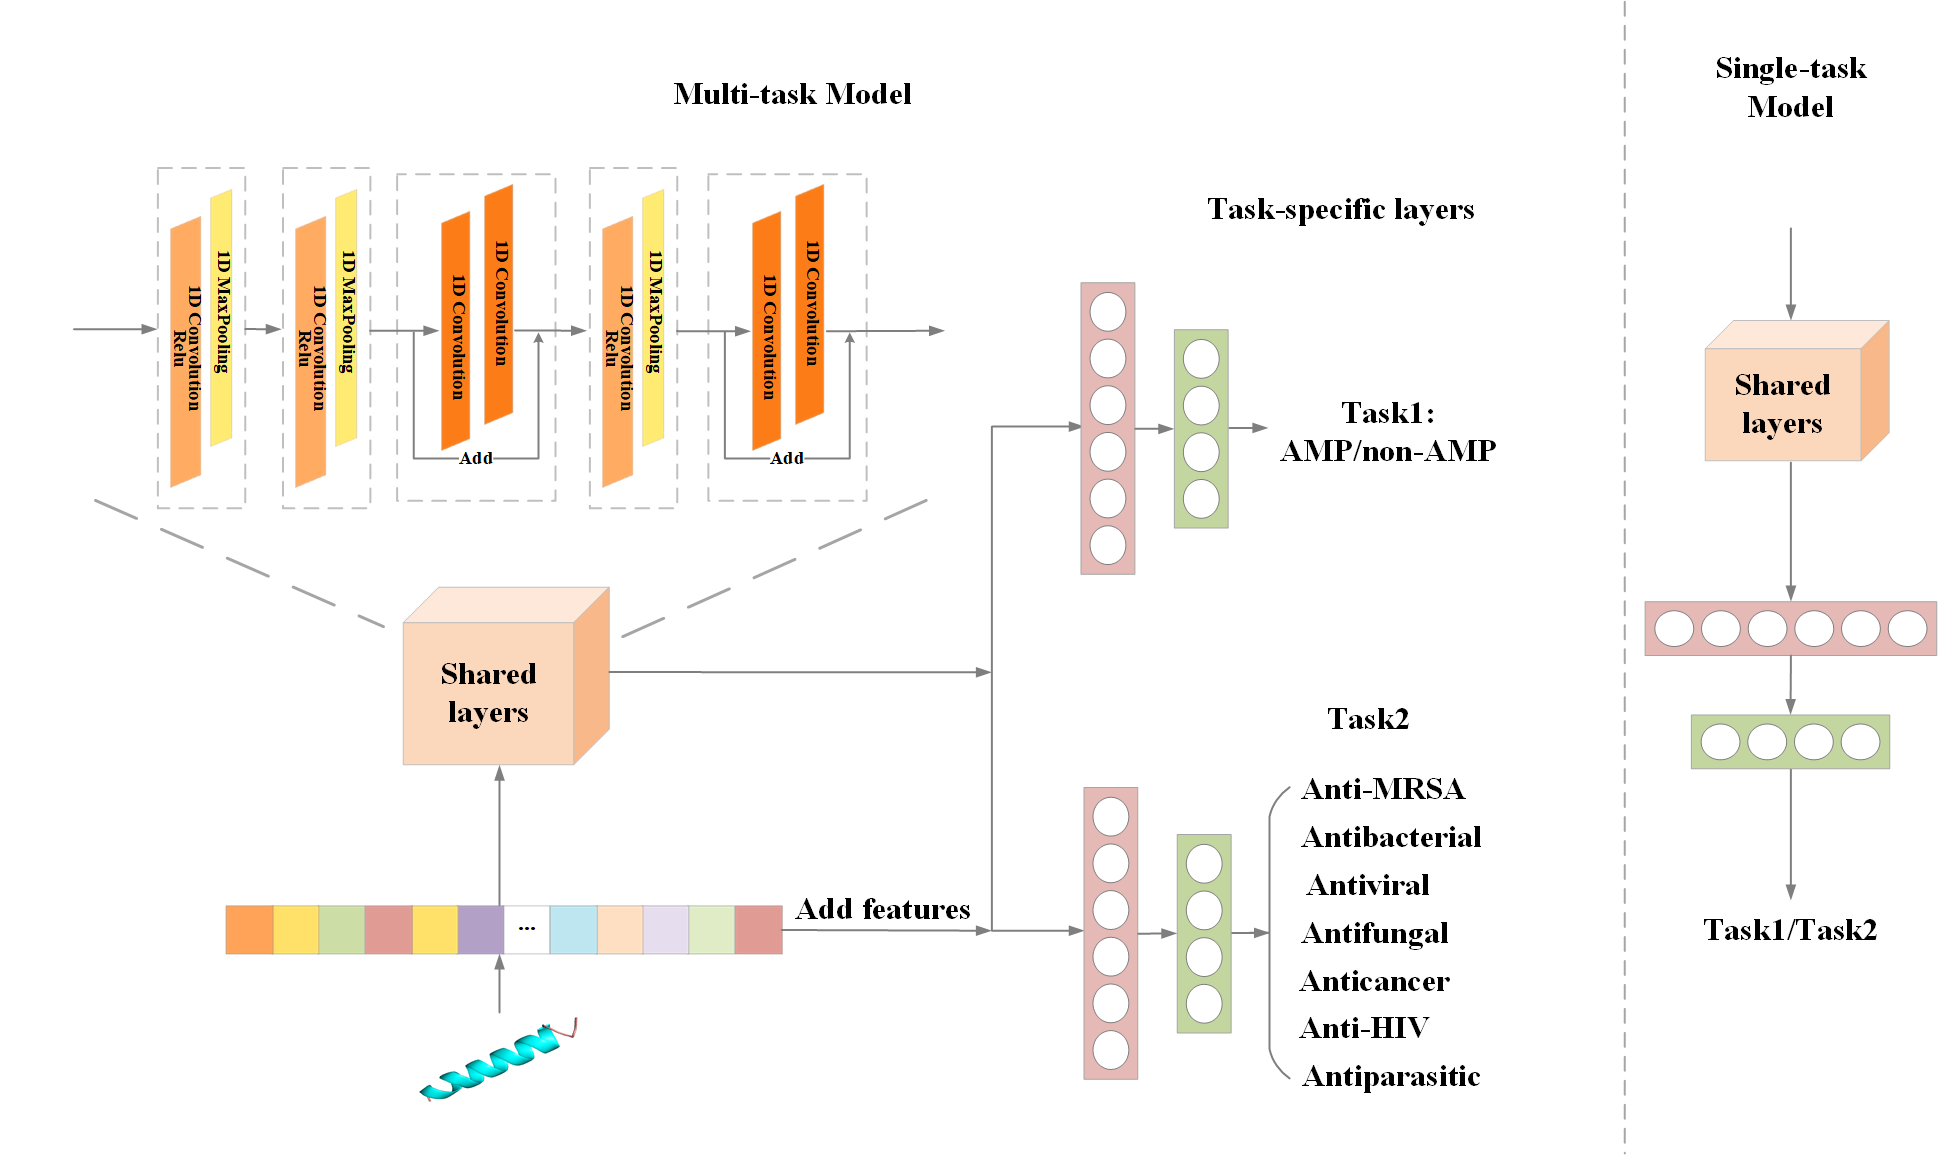 Multi-task Model
Single-task
Model
Task-specific layers
1D Convolution
Relu
1D MaxPooling
1D Convolution
Relu
1D MaxPooling
1D Convolution
1D Convolution
Add
1D Convolution
Relu
1D MaxPooling
1D Convolution
1D Convolution
Add
Shared
layers
...
Add features
Task1:
AMP/non-AMP
Task2
Anti-MRSA
Antibacterial
Antiviral
Antifungal
Anticancer
Anti-HIV
Antiparasitic
Shared
layers
Task1/Task2